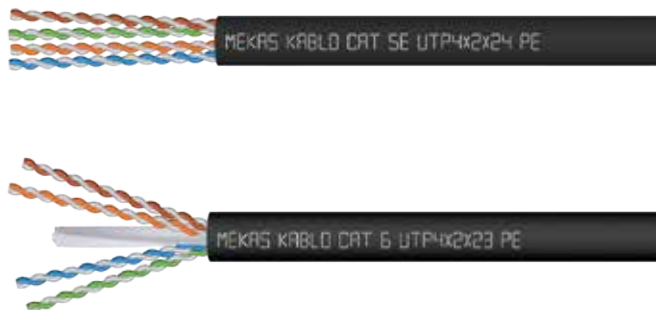 MEKAS KABLO CAT 5E UTP4X2X24 PE
MEKAS KABLO CAT 6 UTP4X2X23 PE